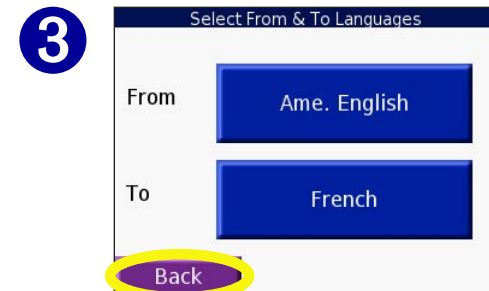 3
Select From & To Languages
From
Ame. English
To
French
Back